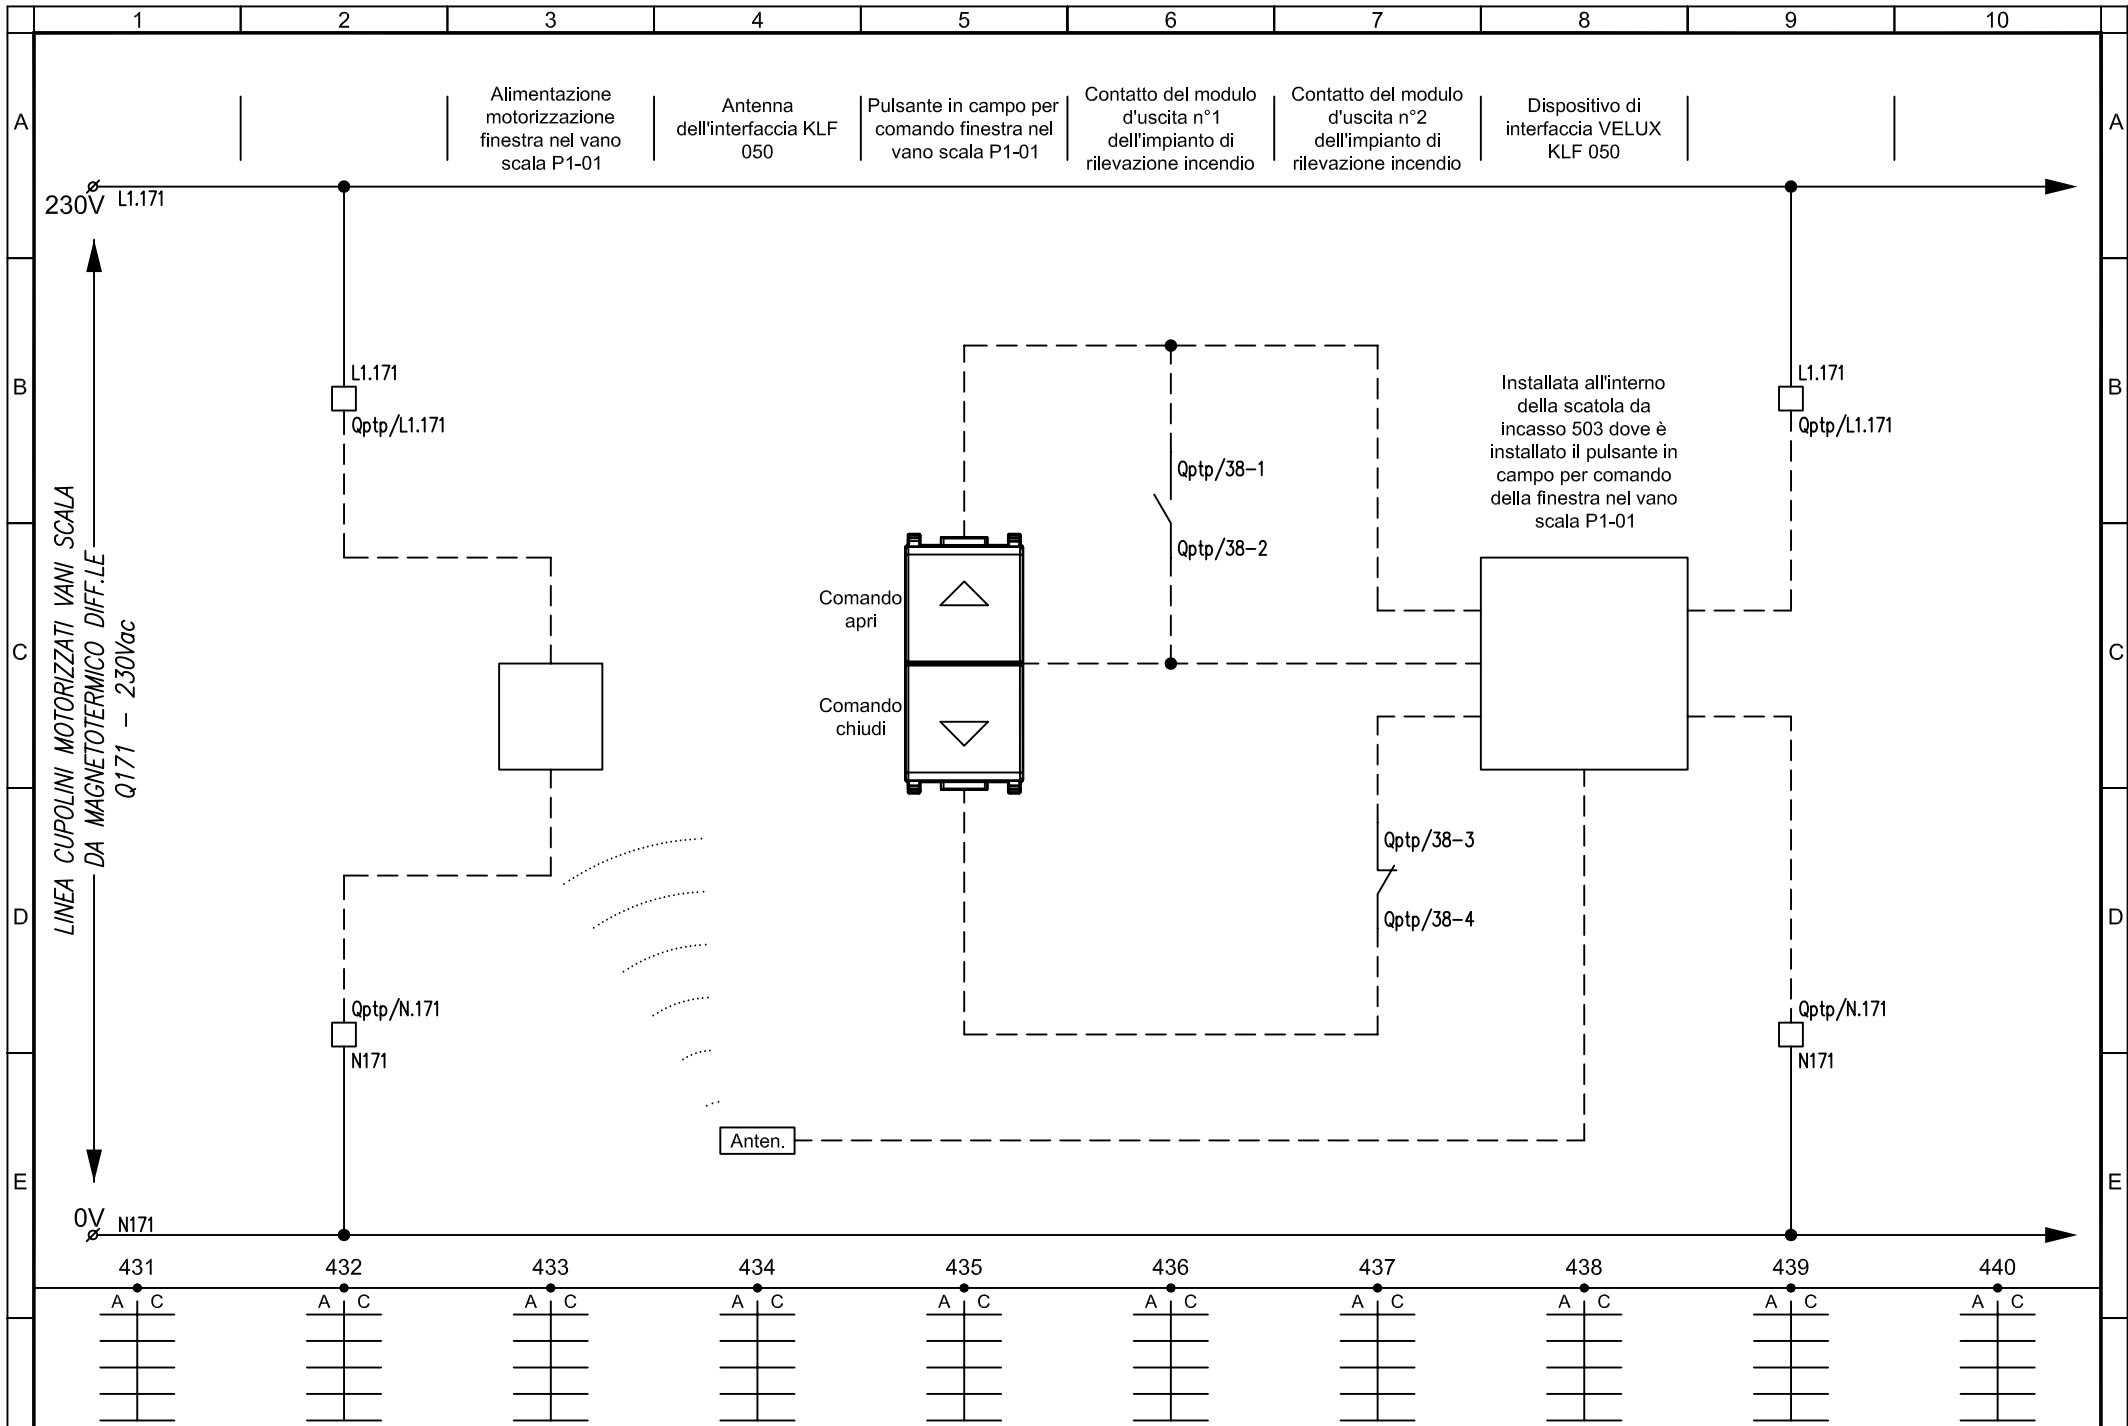 1 2 3 4 5 6 7 8 9 10
A
A
Alimentazione
motorizzazione
finestra nel vano
scala P1-01
Antenna
dell'interfaccia KLF
050
Pulsante in campo per
comando finestra nel
vano scala P1-01
Contatto del modulo
d'uscita n°1
dell'impianto di
rilevazione incendio
Contatto del modulo
d'uscita n°2
dell'impianto di
rilevazione incendio
Dispositivo di
interfaccia VELUX
KLF 050
230V
L1.171
B
B
L1.171
Qptp/L1.171
Qptp/38-1
Qptp/38-2
Installata all'interno
della scatola da
incasso 503 dove è
installato il pulsante in
campo per comando
della finestra nel vano
scala P1-01
L1.171
Qptp/L1.171
LINEA CUPOLINI MOTORIZZATI VANI SCALA
DA MAGNETOTERMICO DIFF.LE
Q171 - 230Vac
C
C
Comando
apri
Comando
chiudi
D
D
Qptp/38-3
Qptp/38-4
Qptp/N.171
N171
Qptp/N.171
N171
Anten.
E
E
0V
N171
431 432 433 434 435 436 437 438 439 440
A C A C A C A C A C A C A C A C A C A C